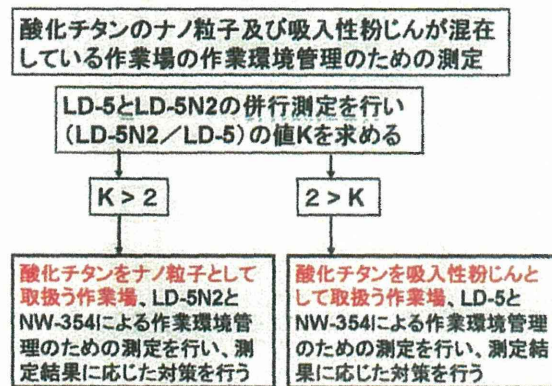 酸化チタンのナノ粒子及び吸入性粉じんが混在
している作業場の作業環境管理のための測定
LD-5とLD-5N2の併行測定を行い
（LD-5N2／LD-5）の値Kを求める
K > 2
2 > K
酸化チタンをナノ粒子として
取扱う作業場、LD-5N2と
NW-354による作業環境管
理のための測定を行い、測
定結果に応じた対策を行う
酸化チタンを吸入性粉じんと
して取扱う作業場、LD-5と
NW-354による作業環境管理
のための測定を行い、測定結
果に応じた対策を行う